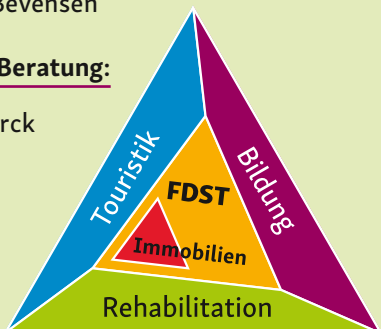 Bevensen
Beratung:
rck
Touristik
Bildung
FDST
Immobilien
Rehabilitation